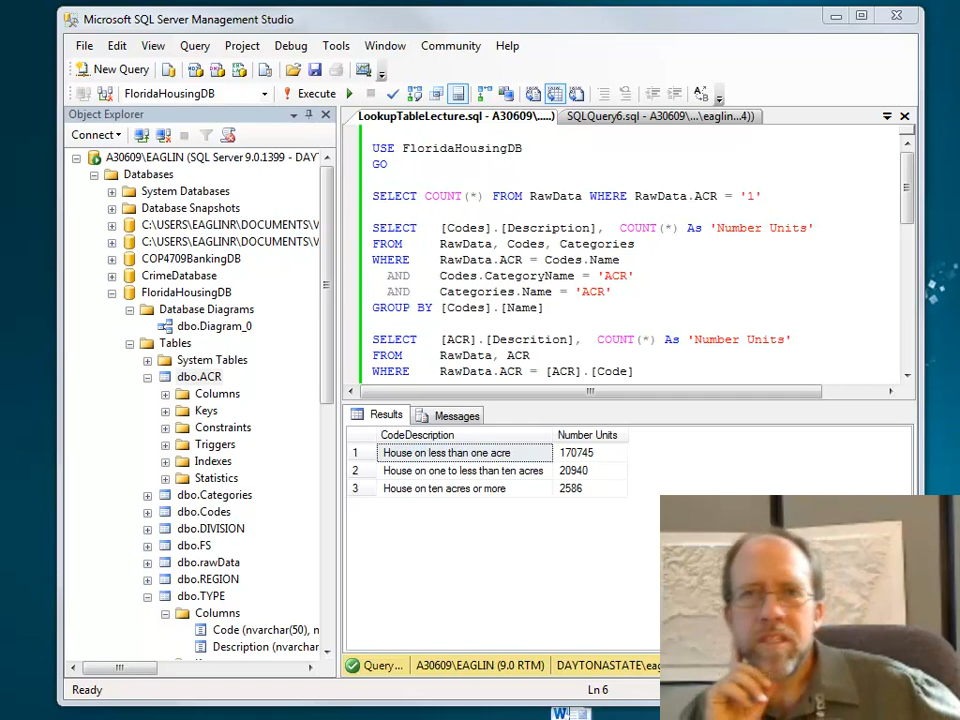 Microsoft SQL Server Management Studio
File Edit View Query Project Debug Tools Window Community Help
New Query
FloridaHousingDB Execute
Object Explorer
Connect
A30609\EAGLIN (SQL Server 9.0.1399 - DAY
Databases
System Databases
Database Snapshots
C:\USERS\EAGLINR\DOCUMENTS\V
C:\USERS\EAGLINR\DOCUMENTS\V
COP4709BankingDB
CrimeDatabase
FloridaHousingDB
Database Diagrams
dbo.Diagram_0
Tables
System Tables
dbo.ACR
Columns
Keys
Constraints
Triggers
Indexes
Statistics
dbo.Categories
dbo.Codes
dbo.DIVISION
dbo.FS
dbo.rawData
dbo.REGION
dbo.TYPE
Columns
Code (nvarchar(50), n
Description (nvarchar
LookupTableLecture.sql - A30609\.....) SQLQuery6.sql - A30609\...\eaglin...4))
USE FloridaHousingDB
GO
SELECT COUNT(*) FROM RawData WHERE RawData.ACR = '1'
SELECT [Codes].[Description], COUNT(*) As 'Number Units'
FROM RawData, Codes, Categories
WHERE RawData.ACR = Codes.Name
AND Codes.CategoryName = 'ACR'
AND Categories.Name = 'ACR'
GROUP BY [Codes].[Name]
SELECT [ACR].[Descrition], COUNT(*) As 'Number Units'
FROM RawData, ACR
WHERE RawData.ACR = [ACR].[Code]
Results Messages
CodeDescription Number Units
1 House on less than one acre 170745
2 House on one to less than ten acres 20940
3 House on ten acres or more 2586
Query... A30609\EAGLIN (9.0 RTM) DAYTONASTATE\eag
Ready Ln 6